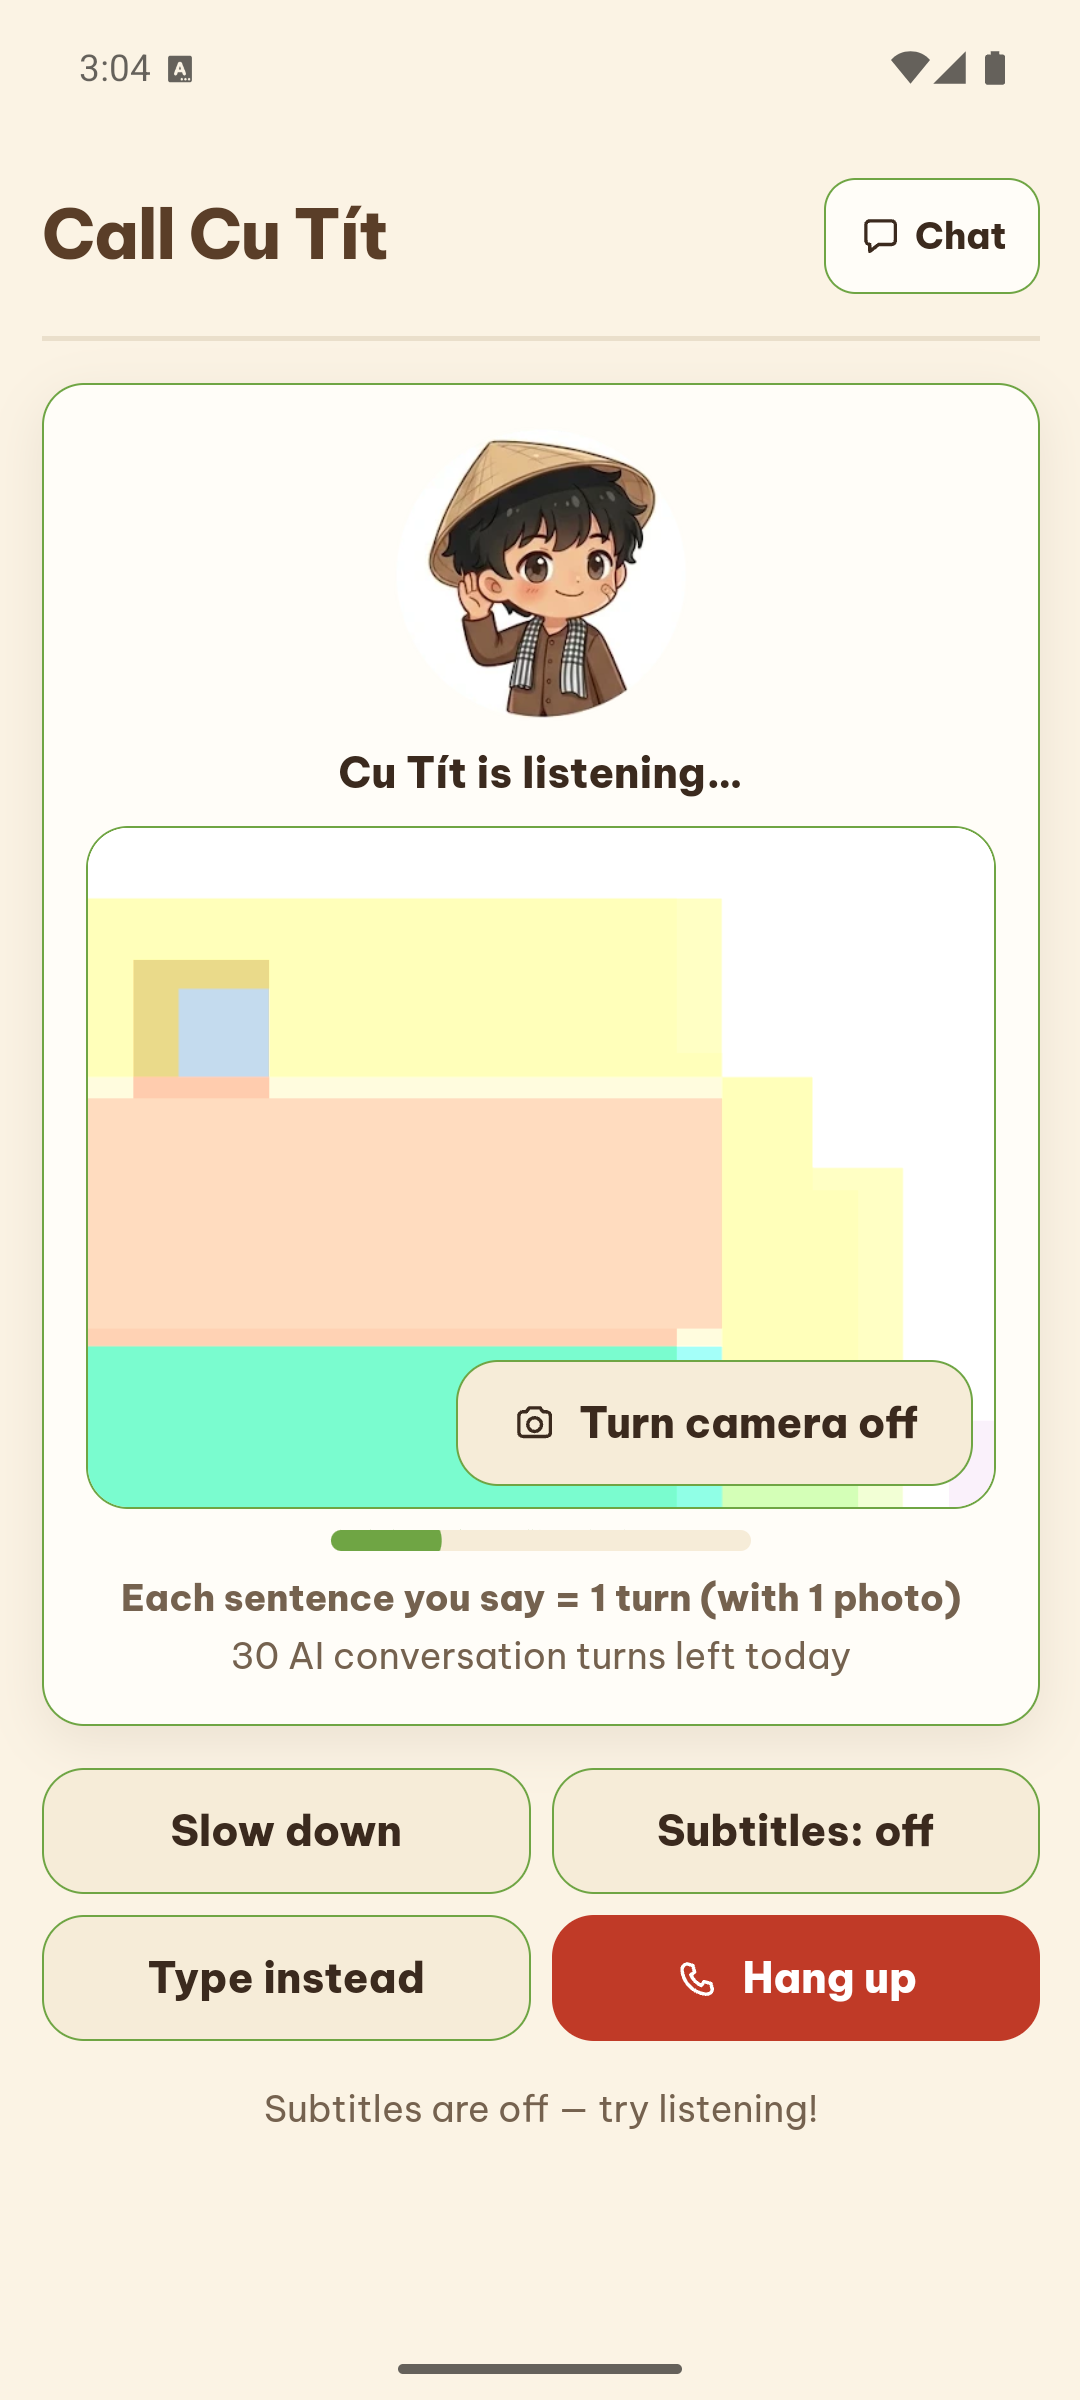 3:04
Call Cu Tít
Chat
Cu Tít is listening...
Turn camera off
Each sentence you say = 1 turn (with 1 photo)
30 AI conversation turns left today
Slow down
Subtitles: off
Type instead
Hang up
Subtitles are off — try listening!